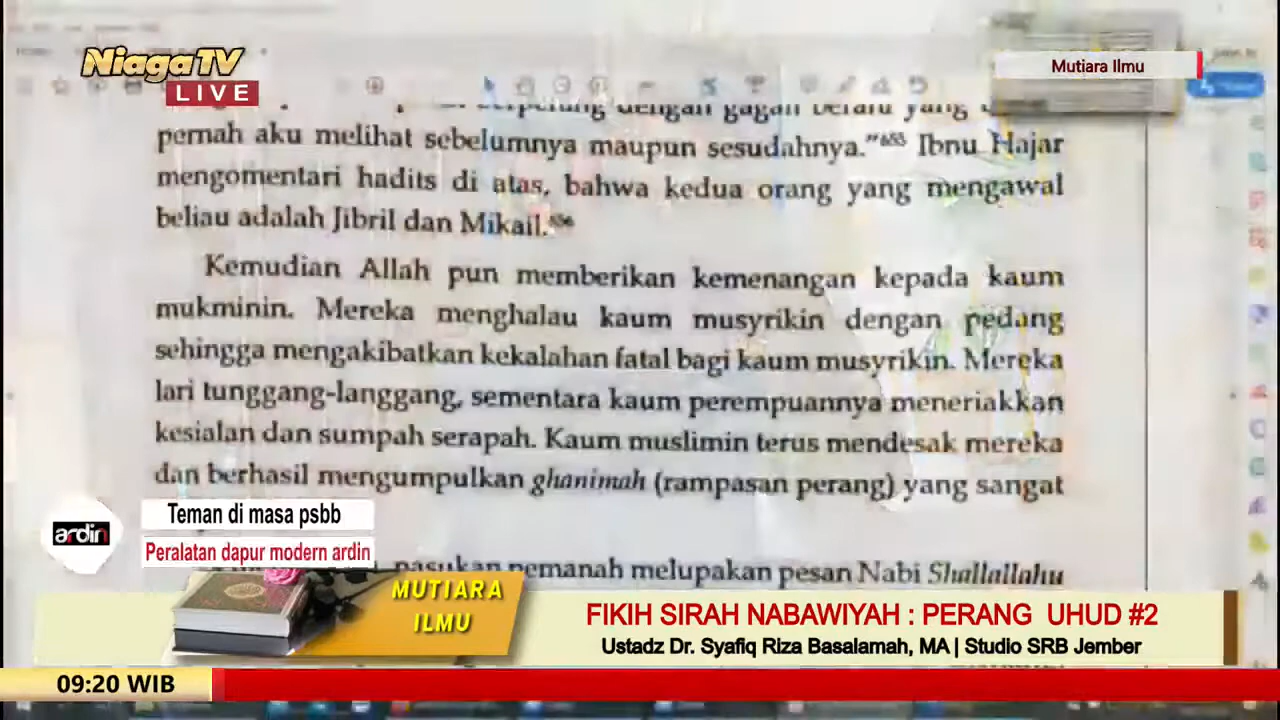 NiagaTV
LIVE
Mutiara Ilmu
berperang dengan gagah berani yang
pernah aku melihat sebelumnya maupun sesudahnya." Ibnu Hajar
mengomentari hadits di atas, bahwa kedua orang yang mengawal
beliau adalah Jibril dan Mikail.
Kemudian Allah pun memberikan kemenangan kepada kaum
mukminin. Mereka menghalau kaum musyrikin dengan pedang
sehingga mengakibatkan kekalahan fatal bagi kaum musyrikin. Mereka
lari tunggang-langgang, sementara kaum perempuannya meneriakkan
kesialan dan sumpah serapah. Kaum muslimin terus mendesak mereka
dan berhasil mengumpulkan ghanimah (rampasan perang) yang sangat
pasukan pemanah melupakan pesan Nabi Shallallahu
ardin
Teman di masa psbb
Peralatan dapur modern ardin
MUTIARA
ILMU
FIKIH SIRAH NABAWIYAH : PERANG UHUD #2
Ustadz Dr. Syafiq Riza Basalamah, MA | Studio SRB Jember
09:20 WIB